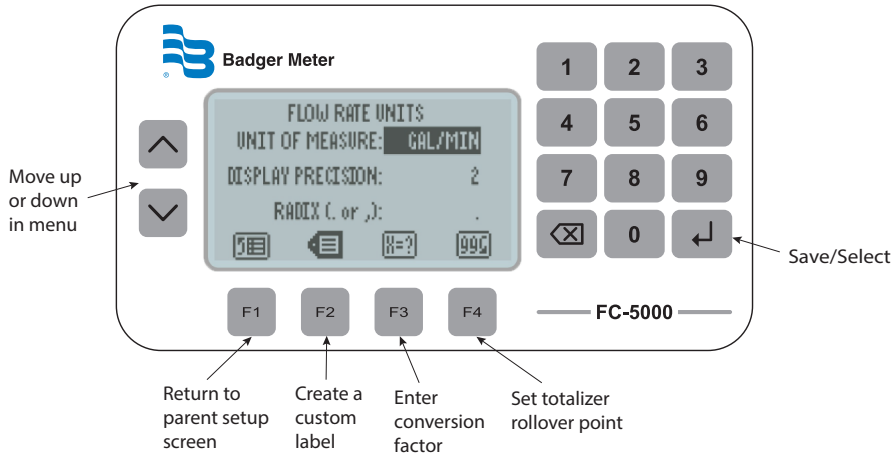 Badger Meter
®
FLOW RATE UNITS
UNIT OF MEASURE: GAL/MIN
DISPLAY PRECISION: 2
RADIX (. or ,): .
X=?
999
1 2 3
4 5 6
7 8 9
0
F1 F2 F3 F4
FC-5000
Move up
or down
in menu
Save/Select
Return to
parent setup
screen
Create a
custom
label
Enter
conversion
factor
Set totalizer
rollover point